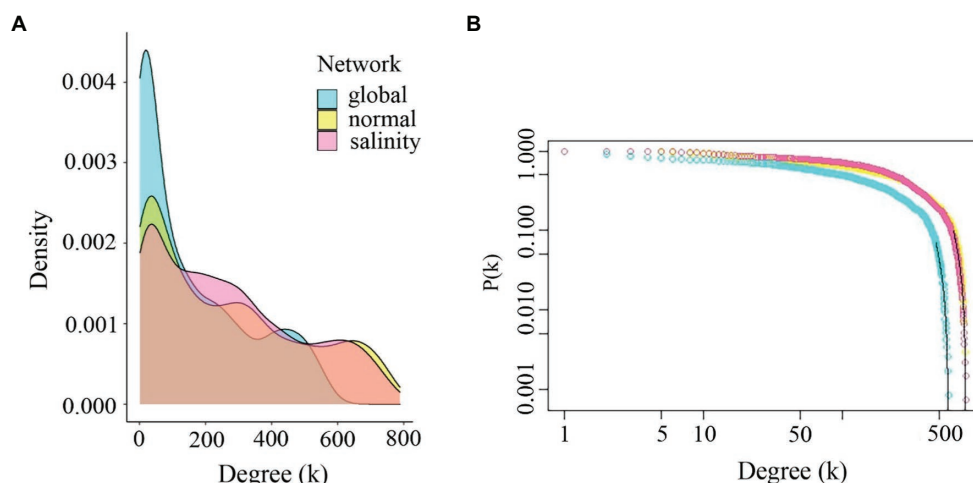 A
B
Network
global
normal
salinity
0.004
0.003
0.002
0.001
0.000
Density
0
200
400
600
800
Degree (k)
1.000
0.100
0.010
0.001
P(k)
1
5
10
50
500
Degree (k)